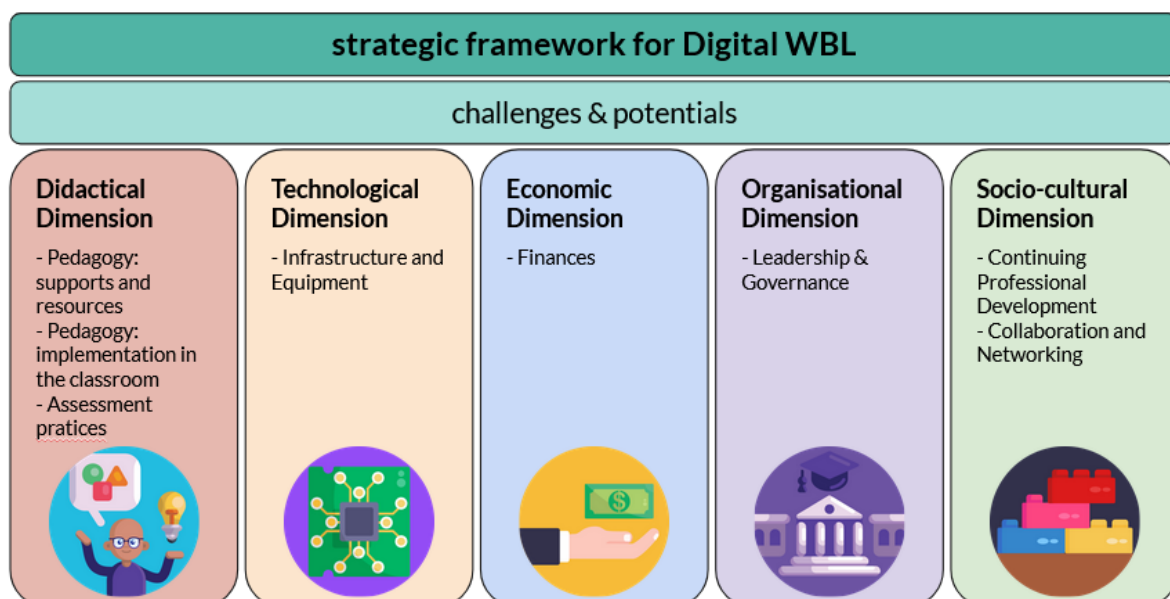 strategic framework for Digital WBL
challenges & potentials
Didactical
Dimension
- Pedagogy:
supports and
resources
- Pedagogy:
implementation in
the classroom
- Assessment
pratices
Technological
Dimension
- Infrastructure and
Equipment
Economic
Dimension
- Finances
Organisational
Dimension
- Leadership &
Governance
Socio-cultural
Dimension
- Continuing
Professional
Development
- Collaboration and
Networking
$